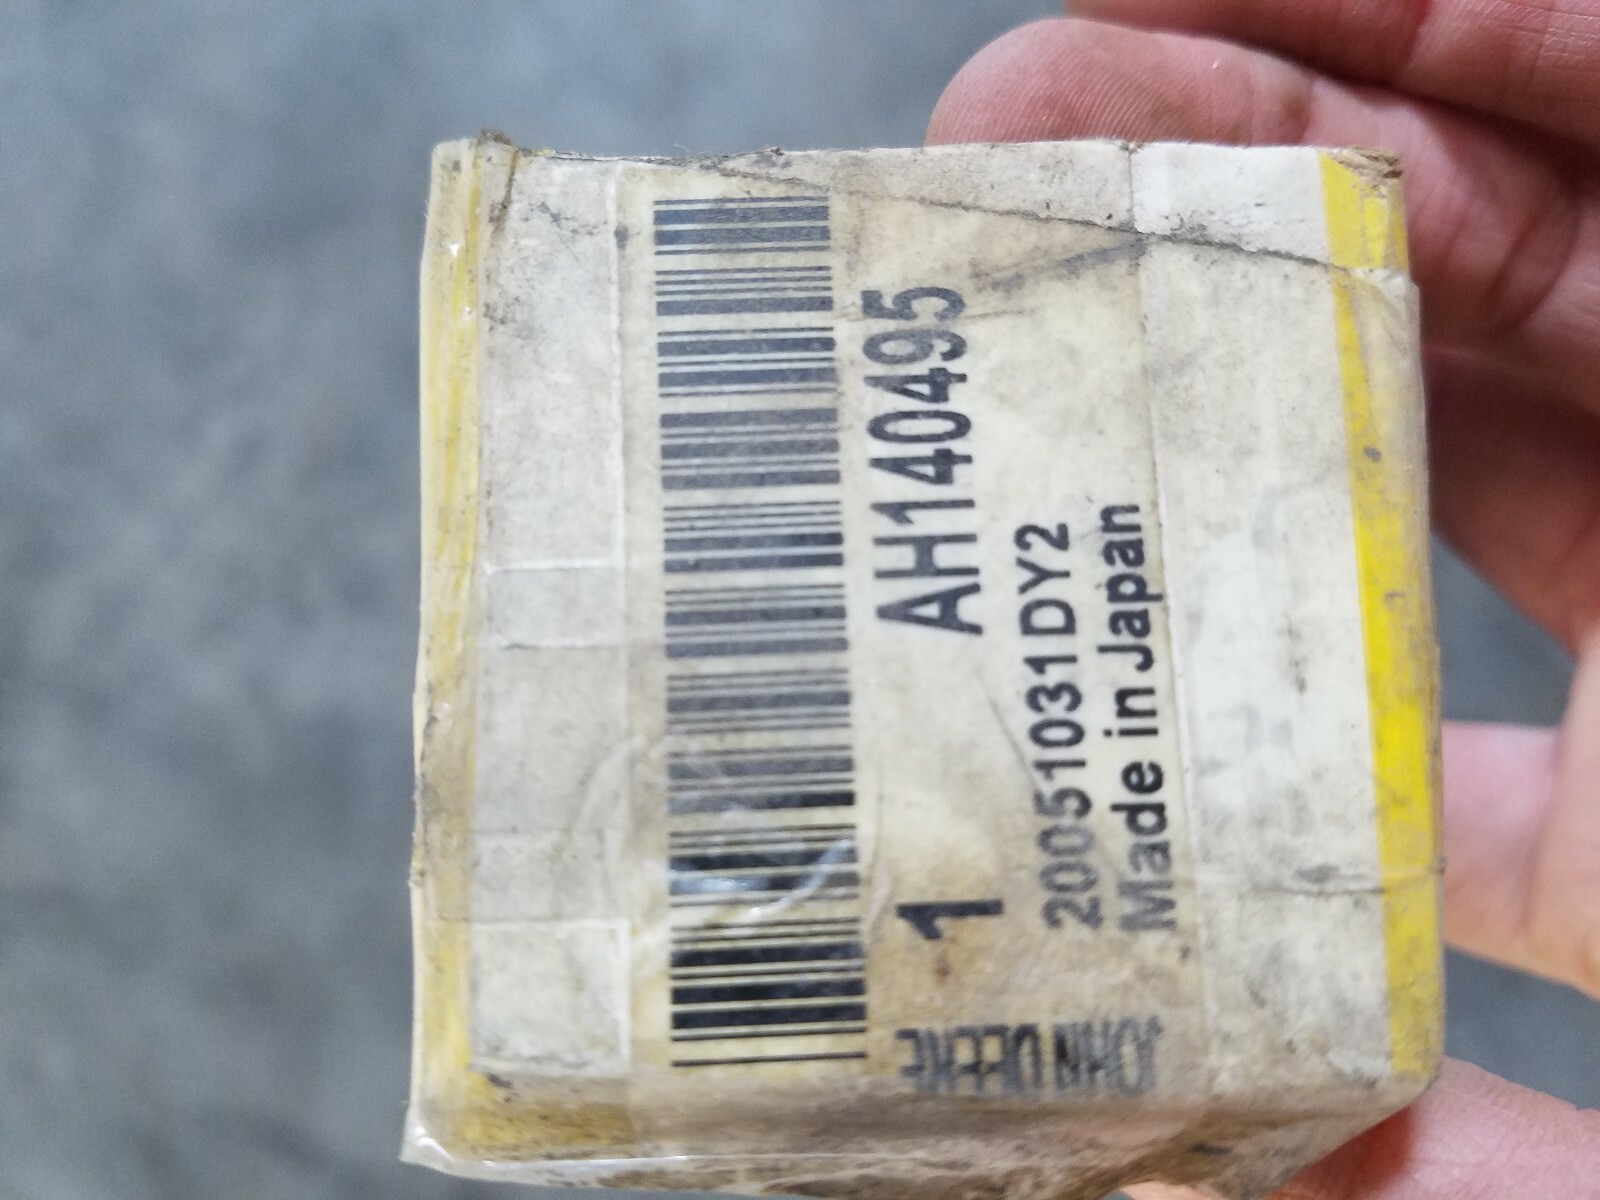 AH140495
1
20051031DY2
Made in Japan
JOHN DEERE